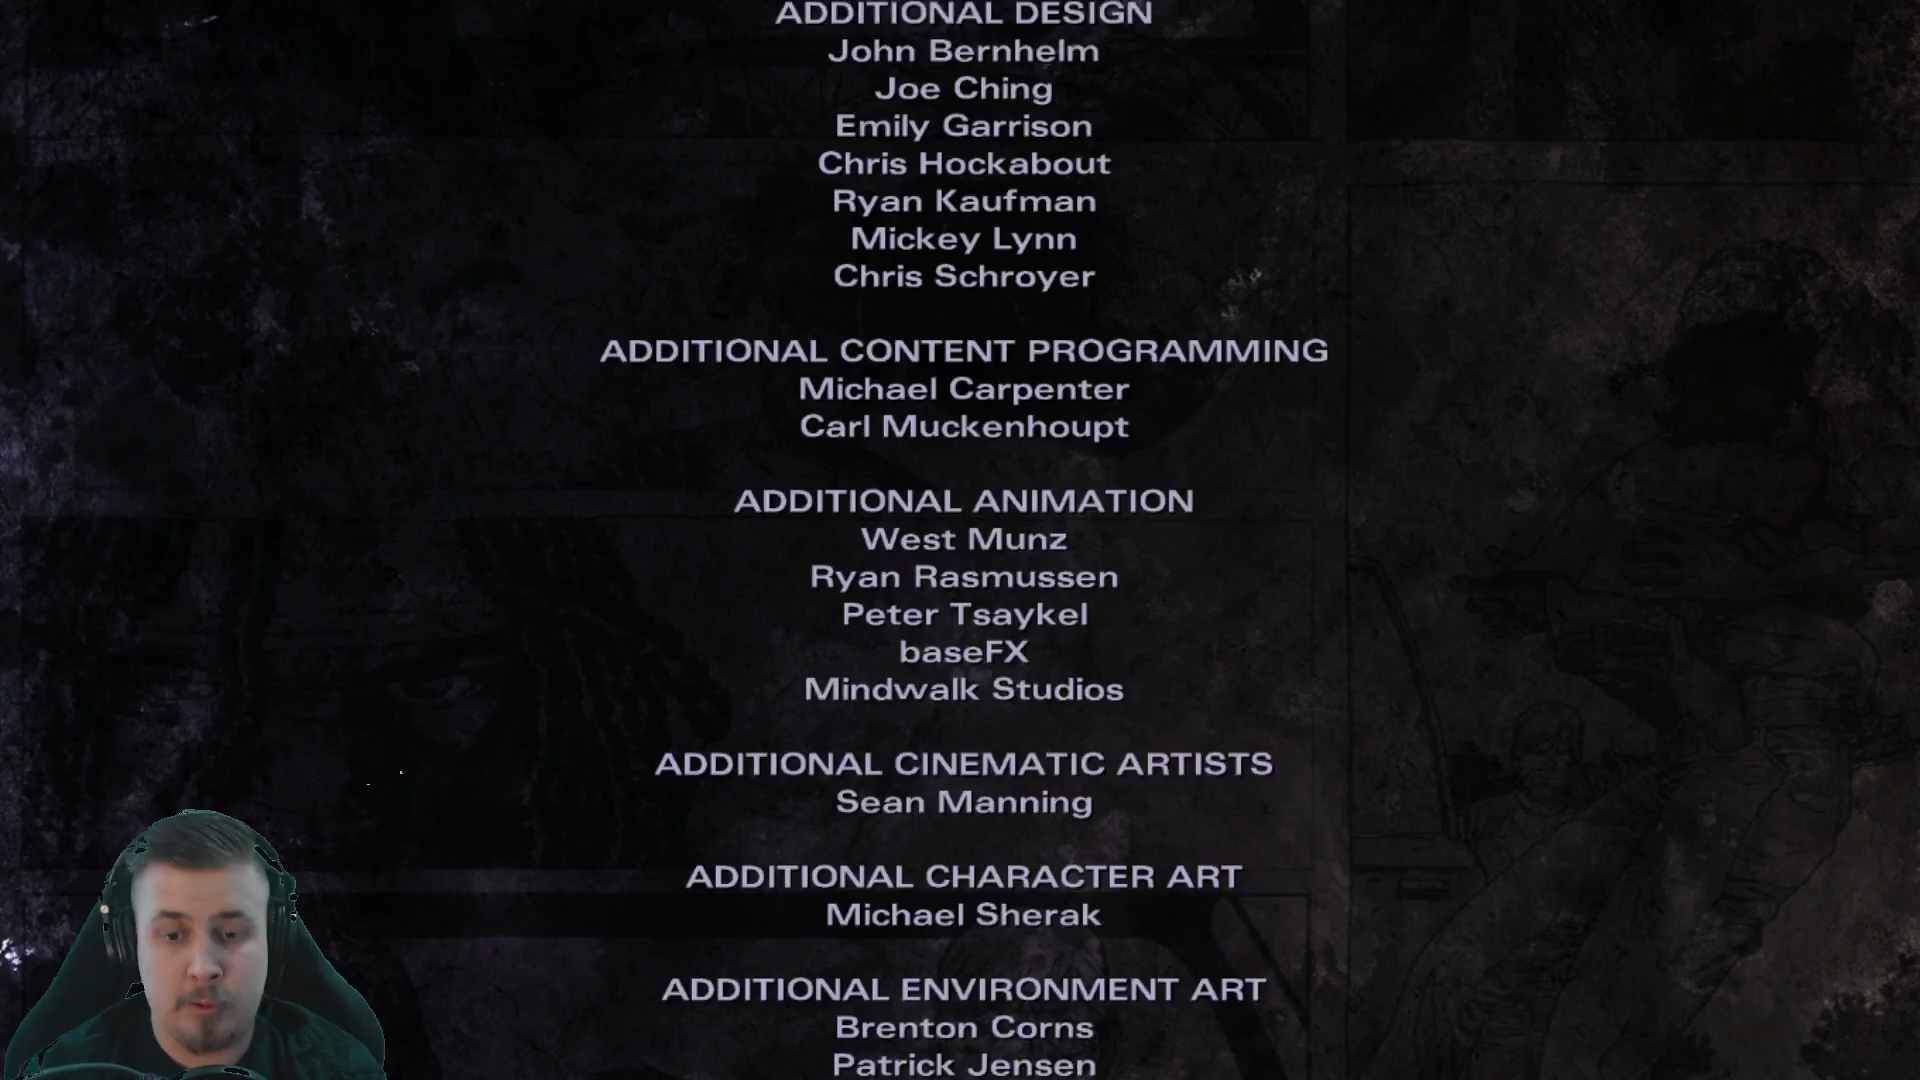 ADDITIONAL DESIGN
John Bernhelm
Joe Ching
Emily Garrison
Chris Hockabout
Ryan Kaufman
Mickey Lynn
Chris Schroyer
ADDITIONAL CONTENT PROGRAMMING
Michael Carpenter
Carl Muckenhoupt
ADDITIONAL ANIMATION
West Munz
Ryan Rasmussen
Peter Tsaykel
baseFX
Mindwalk Studios
ADDITIONAL CINEMATIC ARTISTS
Sean Manning
ADDITIONAL CHARACTER ART
Michael Sherak
ADDITIONAL ENVIRONMENT ART
Brenton Corns
Patrick Jensen